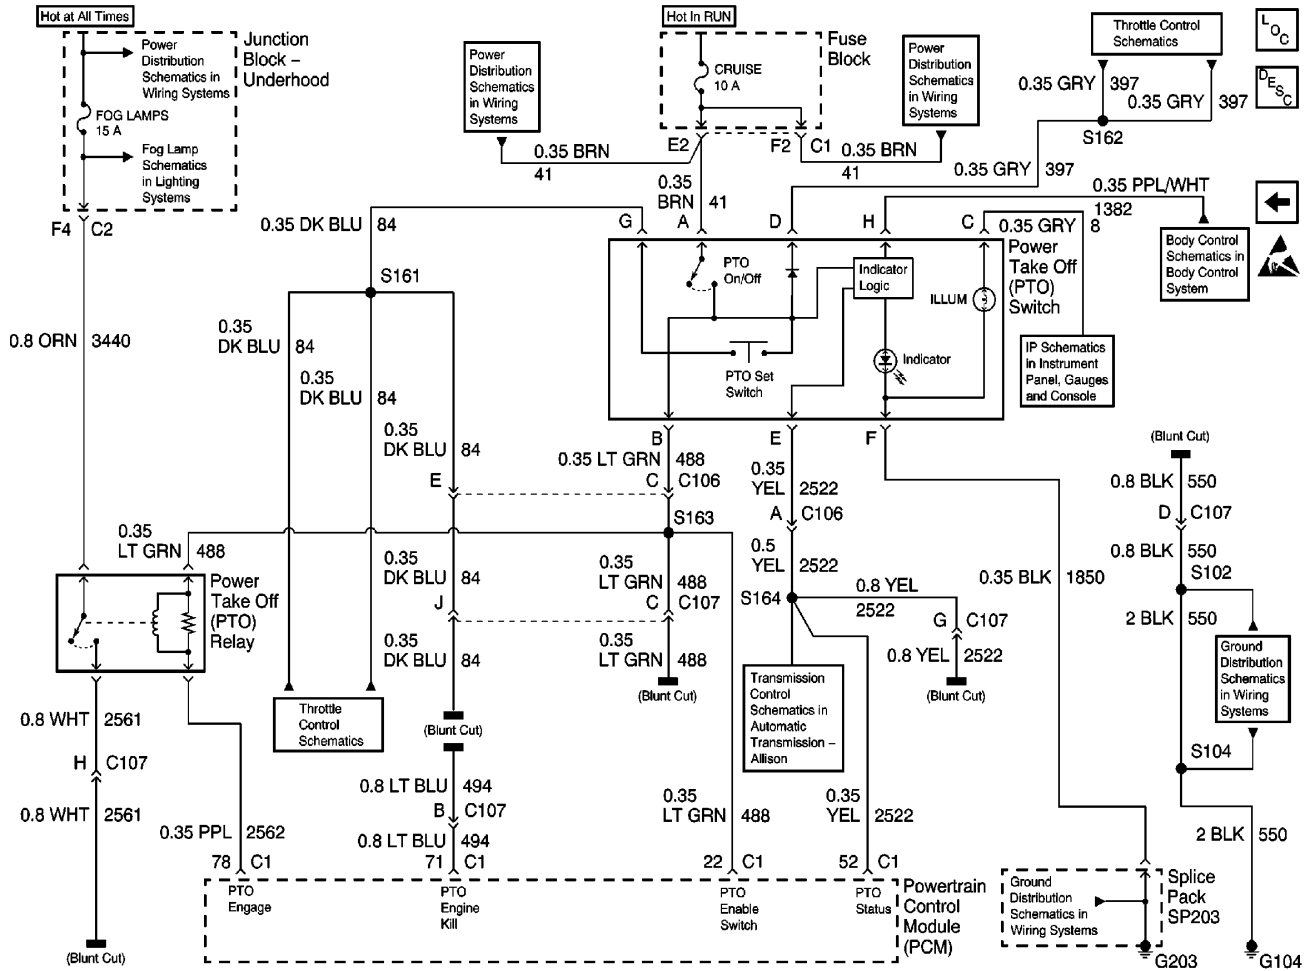 Hot at All Times
Power
Distribution
Schematics in
Wiring Systems
FOG LAMPS
15 A
Fog Lamp
Schematics
in Lighting
Systems
Junction
Block –
Underhood
F4
C2
0.8 ORN
3440
Power
Distribution
Schematics
in Wiring
Systems
Hot In RUN
CRUISE
10 A
Fuse
Block
E2
F2
C1
Power
Distribution
Schematics
in Wiring
Systems
0.35 BRN
41
0.35 BRN
41
0.35
BRN
41
Throttle Control
Schematics
0.35 GRY
397
0.35 GRY
397
S162
0.35 GRY
397
L
O
C
D
E
S
C
0.35 PPL/WHT
1382
0.35 GRY
8
Body Control
Schematics in
Body Control
System
0.35 DK BLU
84
G
A
D
H
C
PTO
On/Off
Indicator
Logic
ILLUM
Indicator
PTO Set
Switch
Power
Take Off
(PTO)
Switch
IP Schematics
in Instrument
Panel, Gauges
and Console
S161
0.35
DK BLU
84
0.35
DK BLU
84
0.35
DK BLU
84
E
B
E
F
0.35 LT GRN
488
C
C106
0.35
YEL
2522
A
C106
S163
0.35
LT GRN
488
Power
Take Off
(PTO)
Relay
0.35
DK BLU
84
J
0.35
DK BLU
84
(Blunt Cut)
0.35
LT GRN
488
C
C107
0.35
LT GRN
488
(Blunt Cut)
0.5
YEL
2522
S164
0.8 YEL
2522
G
C107
0.8 YEL
2522
(Blunt Cut)
0.35 BLK
1850
(Blunt Cut)
0.8 BLK
550
D
C107
0.8 BLK
550
S102
2 BLK
550
Ground
Distribution
Schematics
in Wiring
Systems
S104
2 BLK
550
Throttle
Control
Schematics
Transmission
Control
Schematics in
Automatic
Transmission –
Allison
0.8 WHT
2561
H
C107
0.8 WHT
2561
(Blunt Cut)
0.35 PPL
2562
0.8 LT BLU
494
B
C107
0.8 LT BLU
494
0.35
LT GRN
488
0.35
YEL
2522
78
C1
71
C1
22
C1
52
C1
PTO
Engage
PTO
Engine
Kill
PTO
Enable
Switch
PTO
Status
Powertrain
Control
Module
(PCM)
Ground
Distribution
Schematics in
Wiring Systems
Splice
Pack
SP203
G203
G104